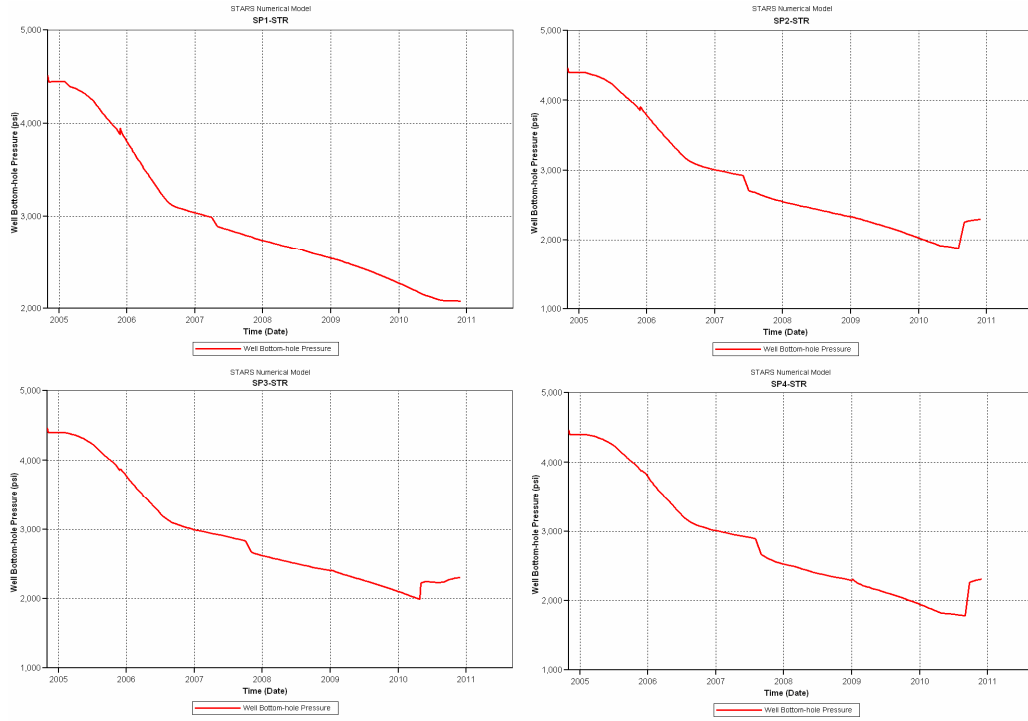 STARS Numerical Model
SP1-STR
5,000
4,000
3,000
2,000
Well Bottom-hole Pressure (psi)
2005 2006 2007 2008 2009 2010 2011
Time (Date)
Well Bottom-hole Pressure
STARS Numerical Model
SP2-STR
5,000
4,000
3,000
2,000
1,000
Well Bottom-hole Pressure (psi)
2005 2006 2007 2008 2009 2010 2011
Time (Date)
Well Bottom-hole Pressure
STARS Numerical Model
SP3-STR
5,000
4,000
3,000
2,000
1,000
Well Bottom-hole Pressure (psi)
2005 2006 2007 2008 2009 2010 2011
Time (Date)
Well Bottom-hole Pressure
STARS Numerical Model
SP4-STR
5,000
4,000
3,000
2,000
1,000
Well Bottom-hole Pressure (psi)
2005 2006 2007 2008 2009 2010 2011
Time (Date)
Well Bottom-hole Pressure